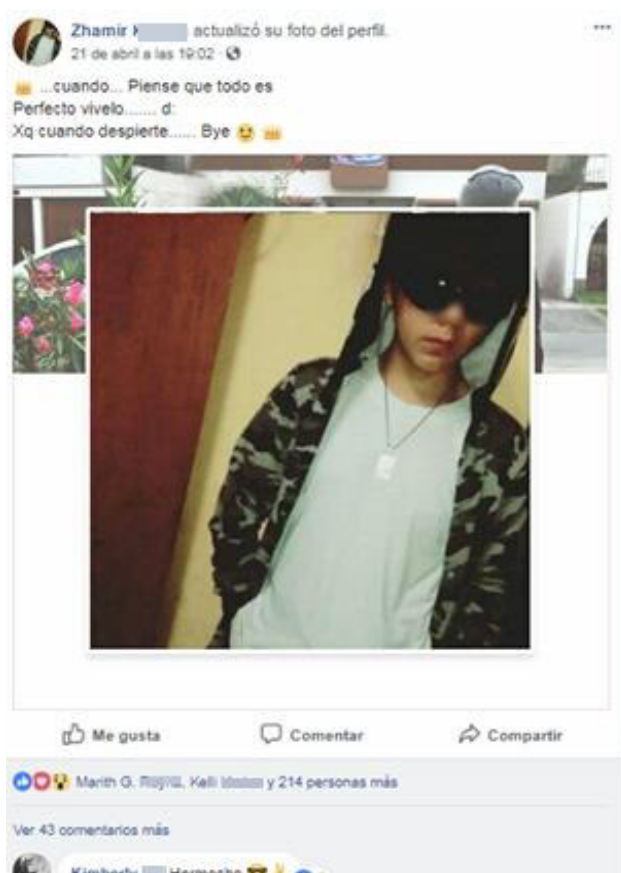 Zhamir actualizó su foto del perfil.
21 de abril a las 19:02
...cuando... Piense que todo es
Perfecto vivelo....... d:
Xq cuando despierte...... Bye
Me gusta
Comentar
Compartir
Marith G. Kelli y 214 personas más
Ver 43 comentarios más
Kimberly Hermosho